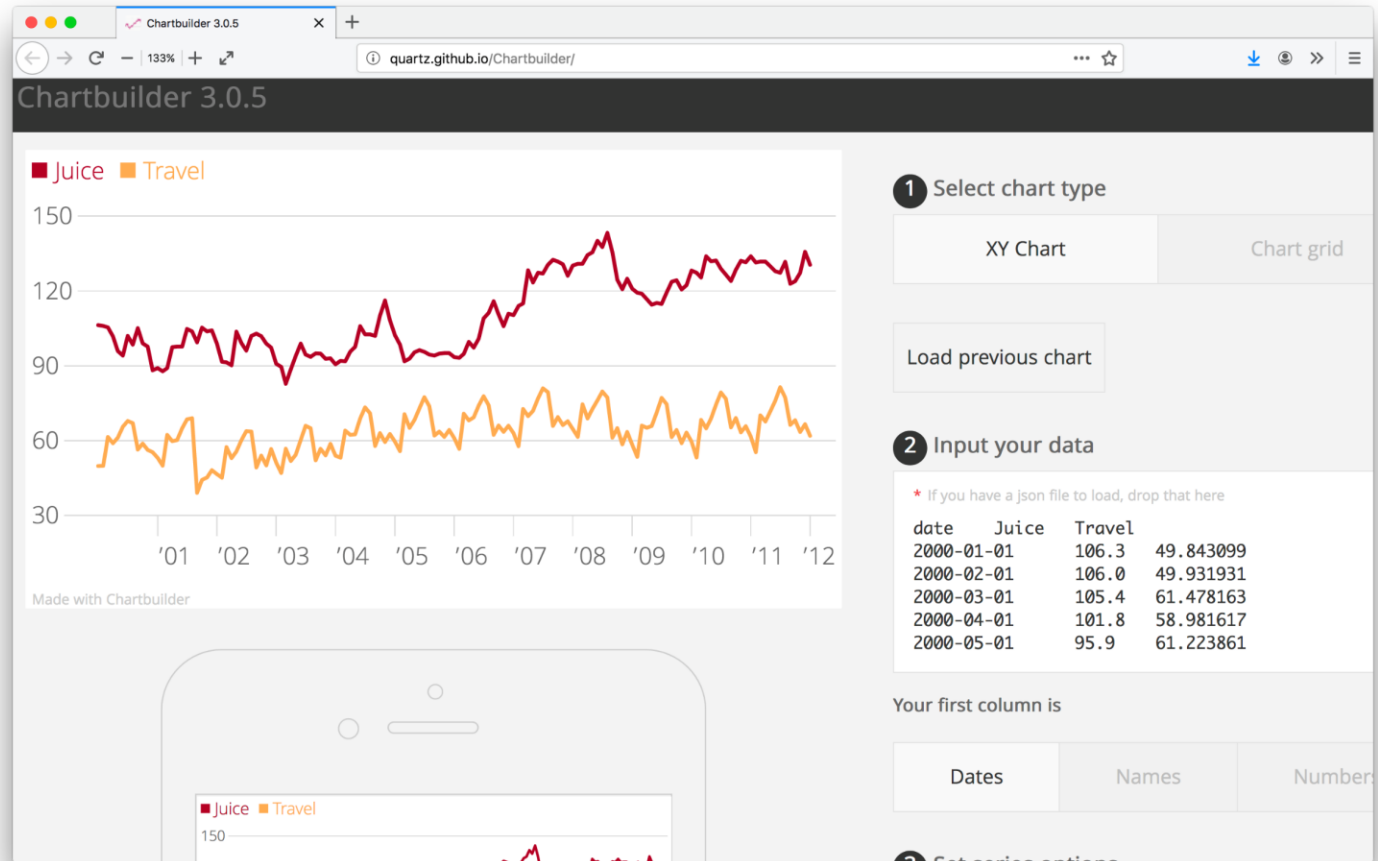 Chartbuilder 3.0.5
133%
quartz.github.io/Chartbuilder/
Chartbuilder 3.0.5
Juice Travel
150
120
90
60
30
'01 '02 '03 '04 '05 '06 '07 '08 '09 '10 '11 '12
Made with Chartbuilder
Juice Travel
150
1 Select chart type
XY Chart Chart grid
Load previous chart
2 Input your data
* If you have a json file to load, drop that here
date Juice Travel
2000-01-01 106.3 49.843099
2000-02-01 106.0 49.931931
2000-03-01 105.4 61.478163
2000-04-01 101.8 58.981617
2000-05-01 95.9 61.223861
Your first column is
Dates Names Number
Set series options